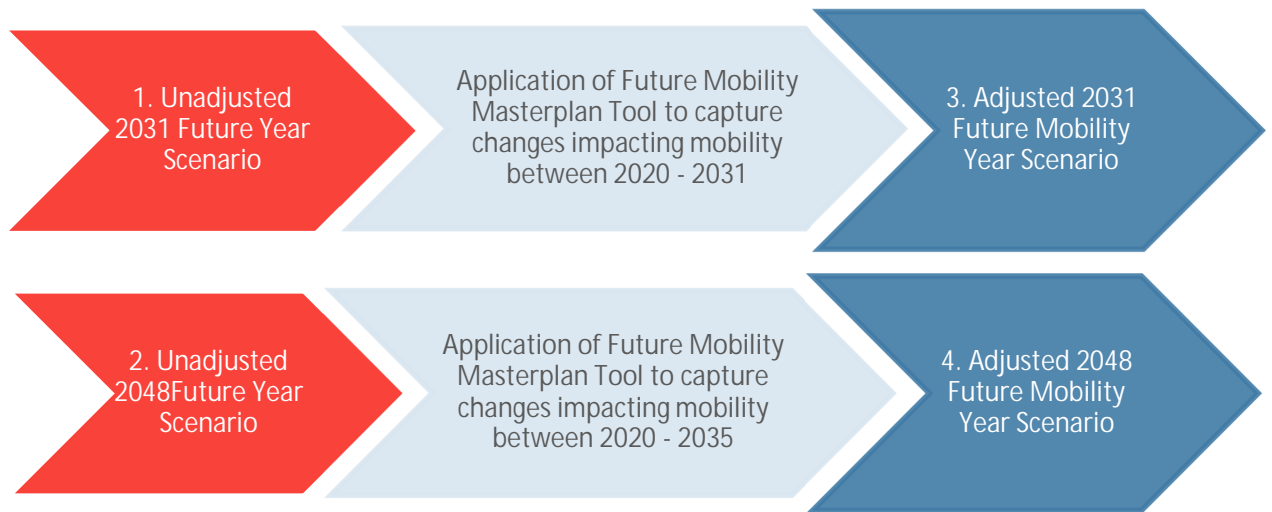 1. Unadjusted
2031 Future Year
Scenario
Application of Future Mobility
Masterplan Tool to capture
changes impacting mobility
between 2020 - 2031
3. Adjusted 2031
Future Mobility
Year Scenario
2. Unadjusted
2048Future Year
Scenario
Application of Future Mobility
Masterplan Tool to capture
changes impacting mobility
between 2020 - 2035
4. Adjusted 2048
Future Mobility
Year Scenario